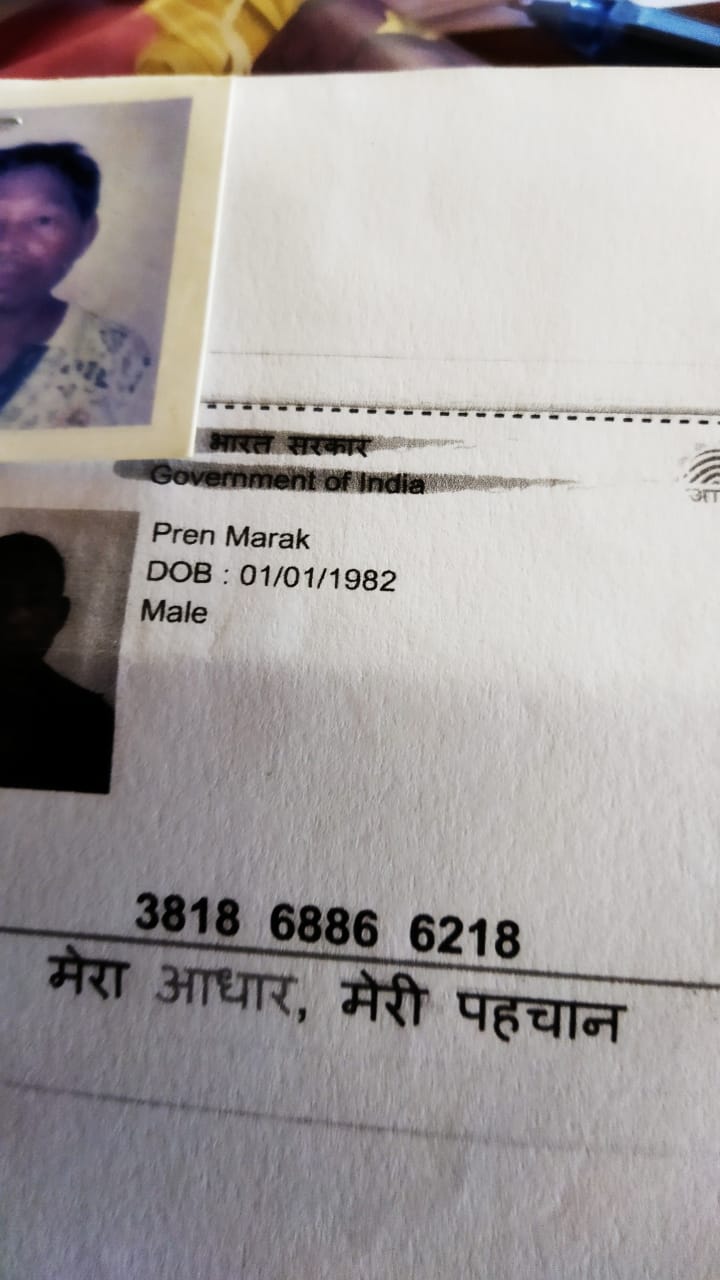 भारत सरकार
Government of India
Pren Marak
DOB : 01/01/1982
Male
3818 6886 6218
मेरा आधार, मेरी पहचान